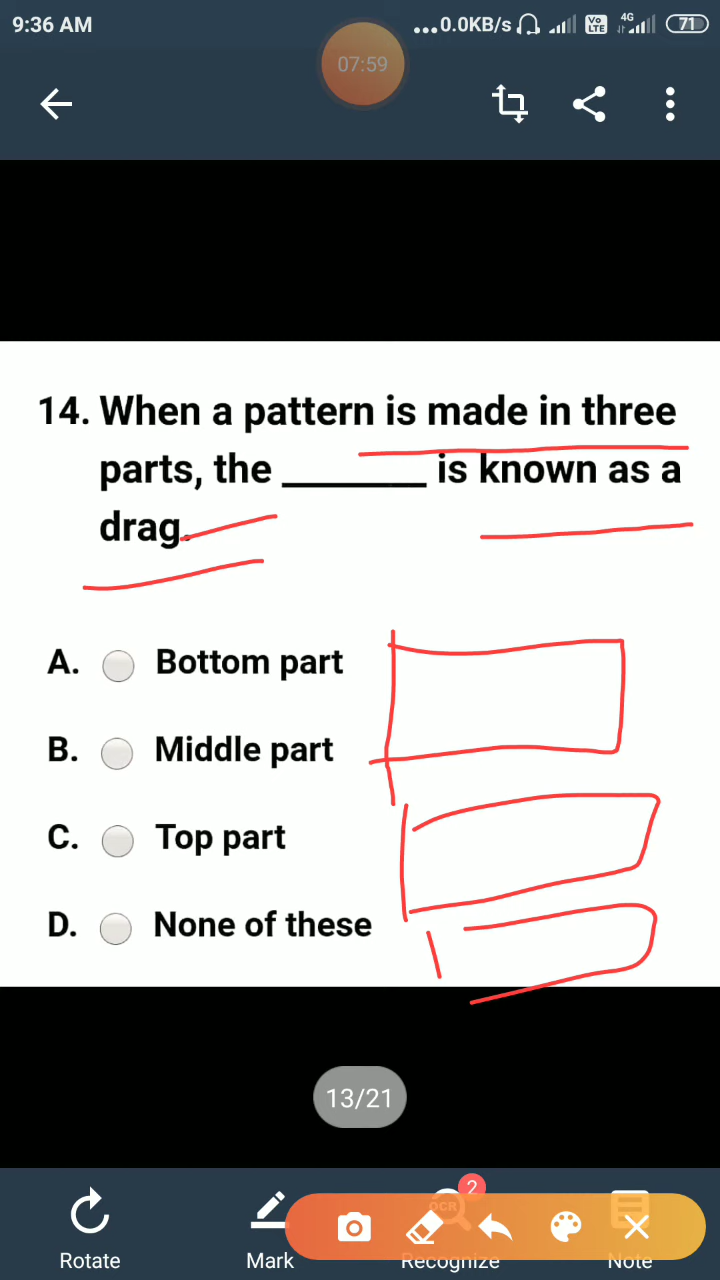 9:36 AM
...0.0KB/s
Vo
LTE
4G
71
07:59
14. When a pattern is made in three
parts, the ________ is known as a
drag.
A. Bottom part
B. Middle part
C. Top part
D. None of these
13/21
2
OCR
Rotate
Mark
Recognize
Note